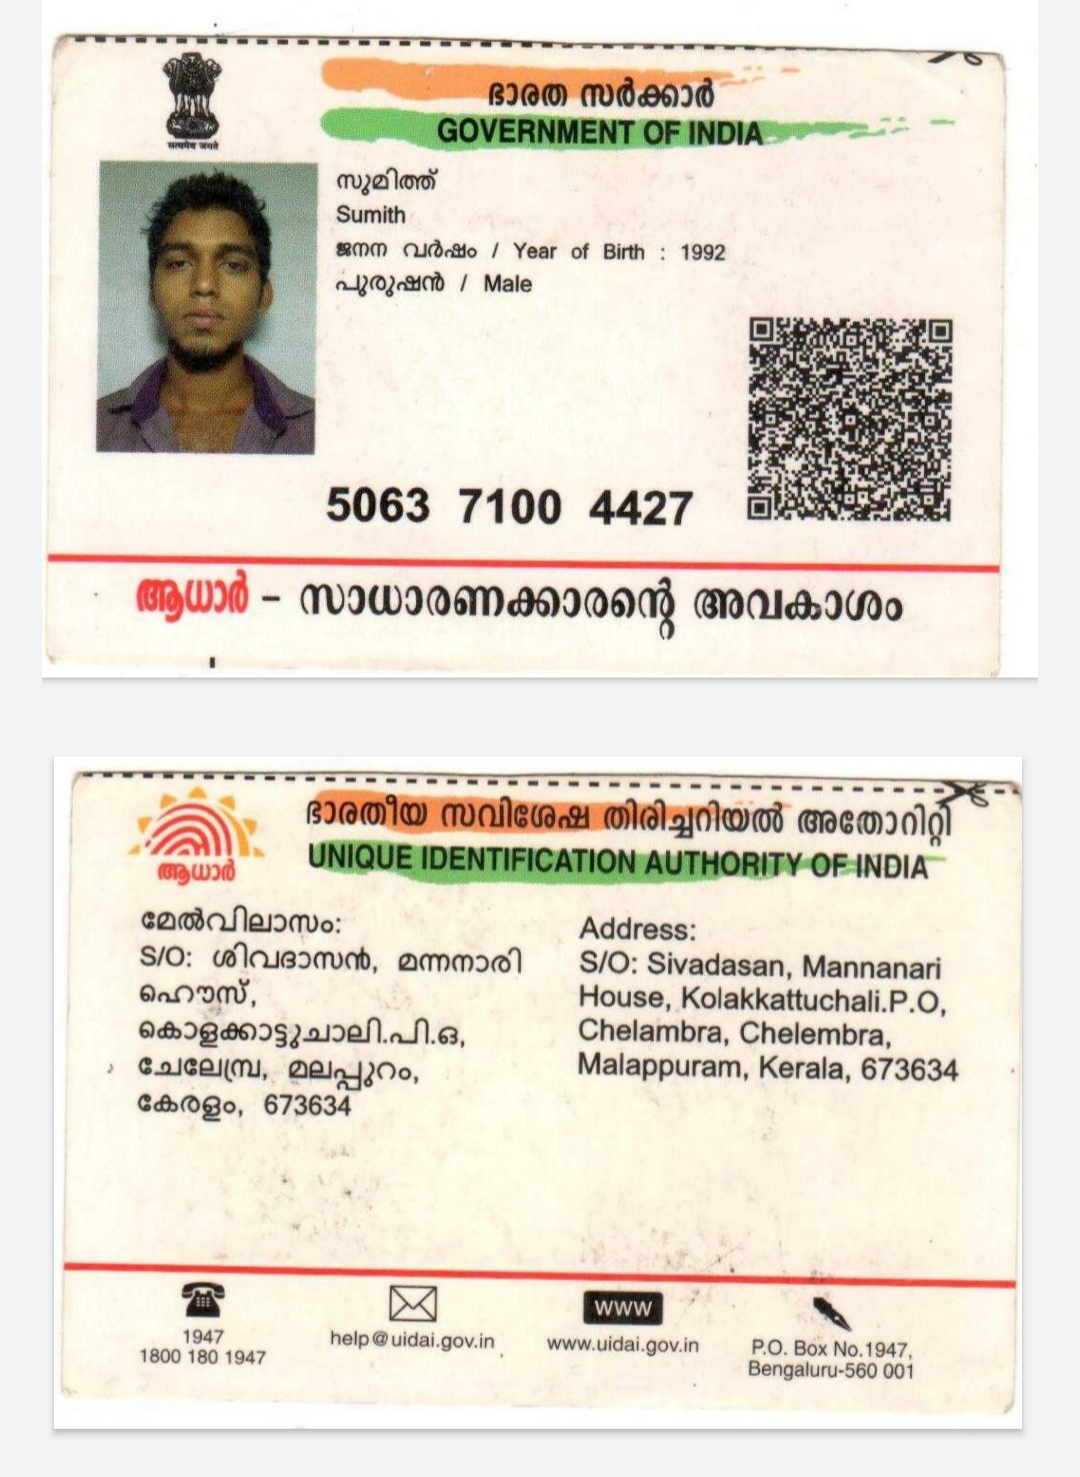 सत्यमेव जयते
ഭാരത സർക്കാർ
GOVERNMENT OF INDIA
സുമിത്ത്
Sumith
ജനന വർഷം / Year of Birth : 1992
പുരുഷൻ / Male
5063 7100 4427
ആധാർ – സാധാരണക്കാരന്റെ അവകാശം
ആധാർ
ഭാരതീയ സവിശേഷ തിരിച്ചറിയൽ അതോറിറ്റി
UNIQUE IDENTIFICATION AUTHORITY OF INDIA
മേൽവിലാസം:
S/O: ശിവദാസൻ, മന്നനാരി
ഹൌസ്,
കൊളക്കാട്ടുചാലി.പി.ഒ,
ചേലേമ്പ്ര, മലപ്പുറം,
കേരളം, 673634
Address:
S/O: Sivadasan, Mannanari
House, Kolakkattuchali.P.O,
Chelambra, Chelembra,
Malappuram, Kerala, 673634
1947
1800 180 1947
help@uidai.gov.in
www
www.uidai.gov.in
P.O. Box No.1947,
Bengaluru-560 001